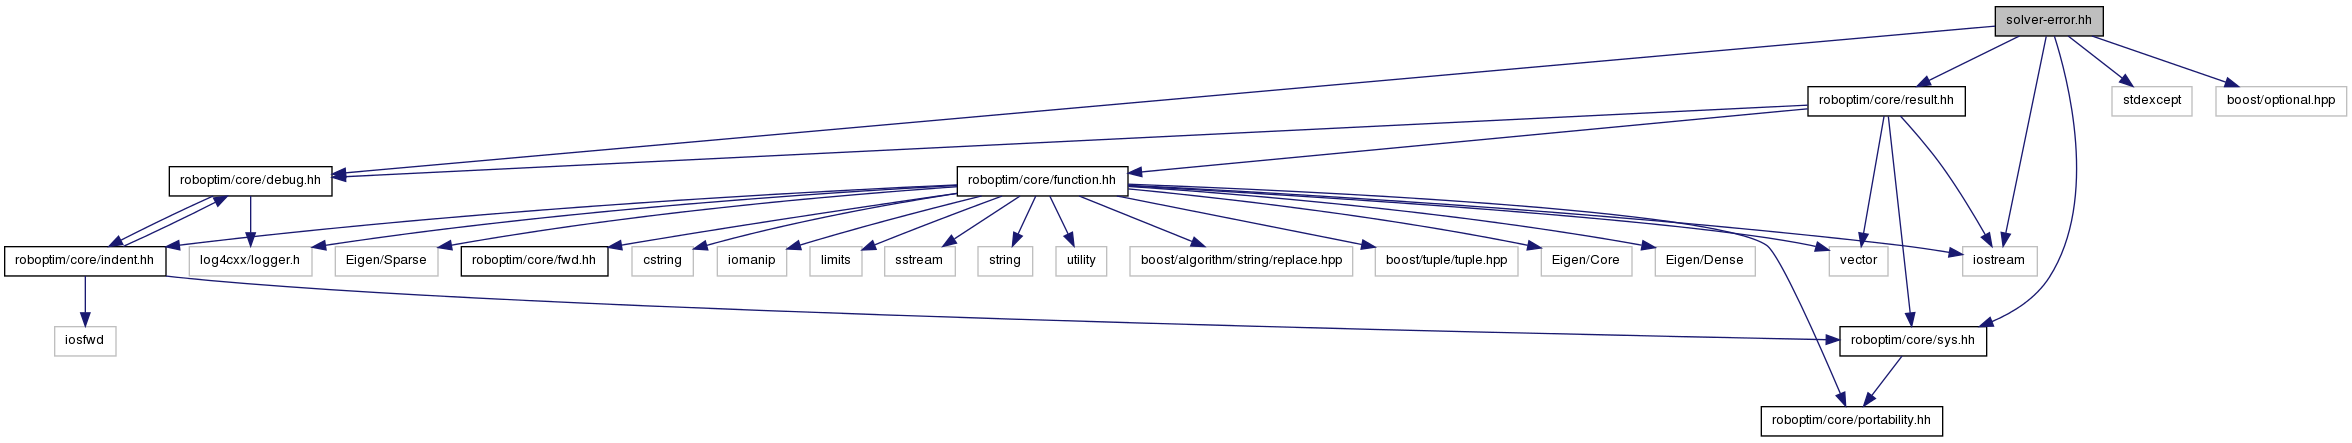 solver-error.hh
roboptim/core/result.hh
stdexcept
boost/optional.hpp
roboptim/core/debug.hh
roboptim/core/function.hh
roboptim/core/indent.hh
log4cxx/logger.h
Eigen/Sparse
roboptim/core/fwd.hh
cstring
iomanip
limits
sstream
string
utility
boost/algorithm/string/replace.hpp
boost/tuple/tuple.hpp
Eigen/Core
Eigen/Dense
vector
iostream
iosfwd
roboptim/core/sys.hh
roboptim/core/portability.hh